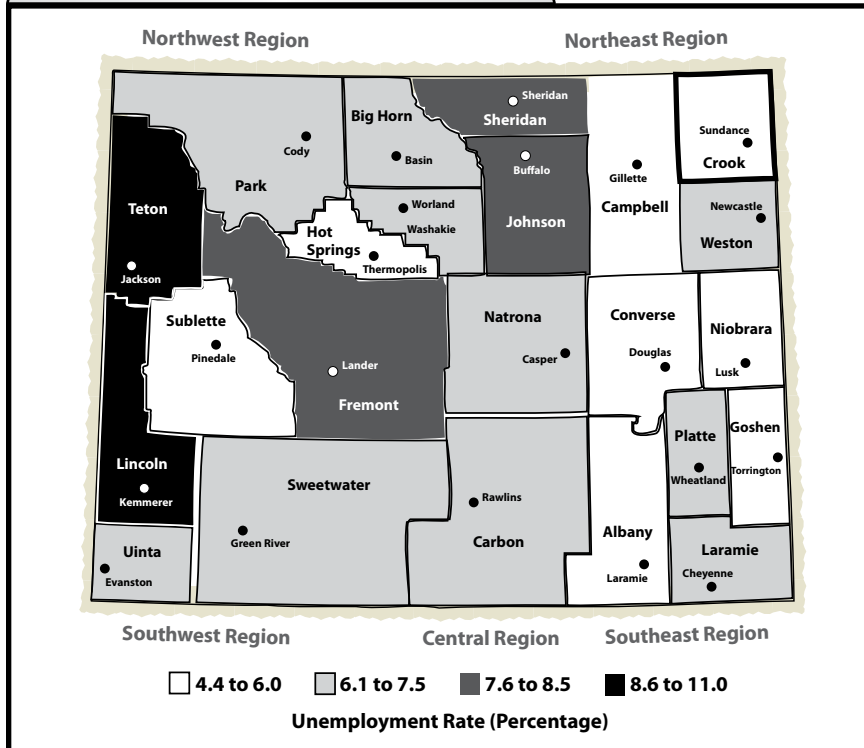 Northwest Region
Northeast Region
Sheridan
Sheridan
Big Horn
Basin
Cody
Park
Sundance
Crook
Buffalo
Johnson
Gillette
Campbell
Teton
Jackson
Worland
Washakie
Hot
Springs
Thermopolis
Newcastle
Weston
Sublette
Pinedale
Natrona
Casper
Converse
Douglas
Niobrara
Lusk
Lander
Fremont
Lincoln
Kemmerer
Platte
Wheatland
Goshen
Torrington
Sweetwater
Green River
Rawlins
Carbon
Albany
Laramie
Uinta
Evanston
Laramie
Cheyenne
Southwest Region
Central Region
Southeast Region
4.4 to 6.0
6.1 to 7.5
7.6 to 8.5
8.6 to 11.0
Unemployment Rate (Percentage)